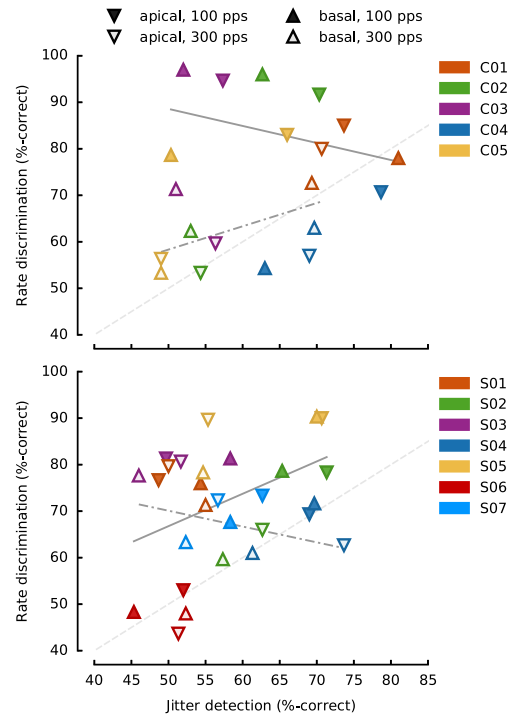 apical, 100 pps basal, 100 pps
apical, 300 pps basal, 300 pps
Rate discrimination (%-correct)
100
90
80
70
60
50
40
C01
C02
C03
C04
C05
Rate discrimination (%-correct)
100
90
80
70
60
50
40
S01
S02
S03
S04
S05
S06
S07
40 45 50 55 60 65 70 75 80 85
Jitter detection (%-correct)